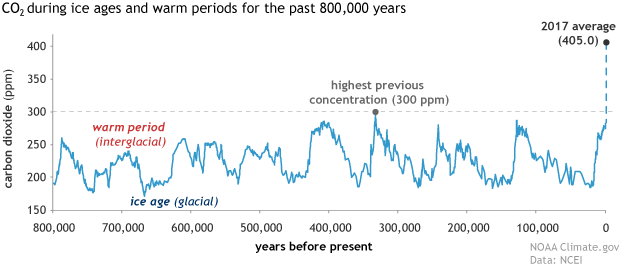 CO2 during ice ages and warm periods for the past 800,000 years
2017 average
(405.0)
400
350
highest previous
concentration (300 ppm)
300
warm period
(interglacial)
250
200
ice age (glacial)
150
carbon dioxide (ppm)
800,000
700,000
600,000
500,000
400,000
300,000
200,000
100,000
0
years before present
NOAA Climate.gov
Data: NCEI